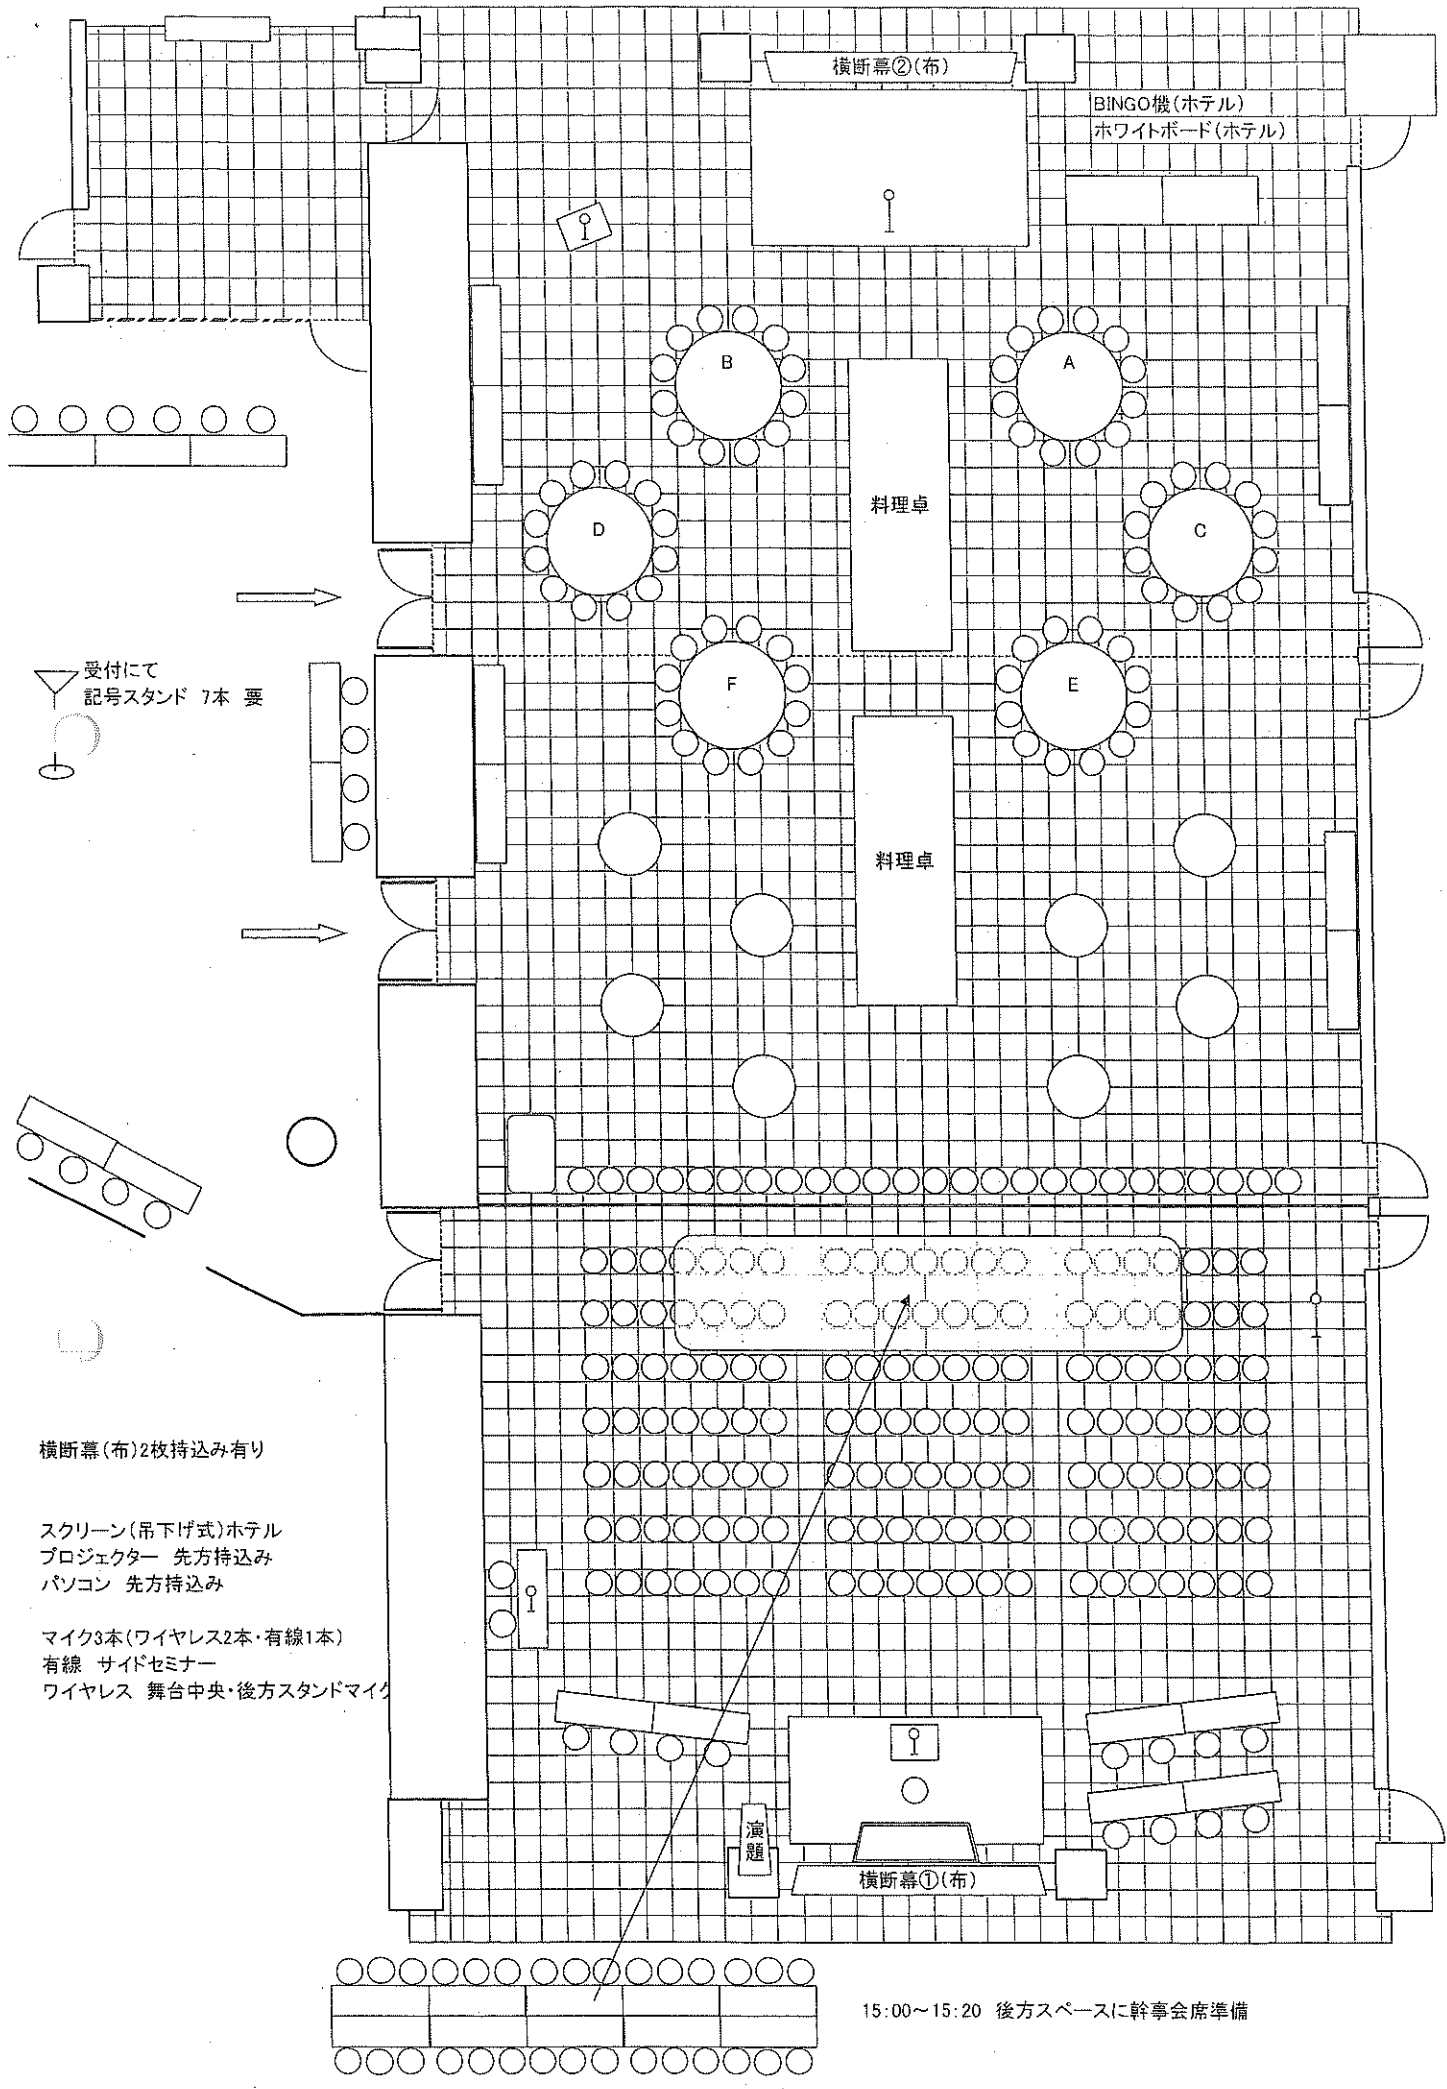 横断幕②(布)
BINGO機(ホテル)
ホワイトボード(ホテル)
B
A
料理卓
D
C
受付にて
記号スタンド 7本 要
F
E
料理卓
横断幕(布)2枚持込み有り
スクリーン(吊下げ式)ホテル
プロジェクター 先方持込み
パソコン 先方持込み
マイク3本(ワイヤレス2本・有線1本)
有線 サイドセミナー
ワイヤレス 舞台中央・後方スタンドマイク
演題
横断幕①(布)
15:00~15:20 後方スペースに幹事会席準備